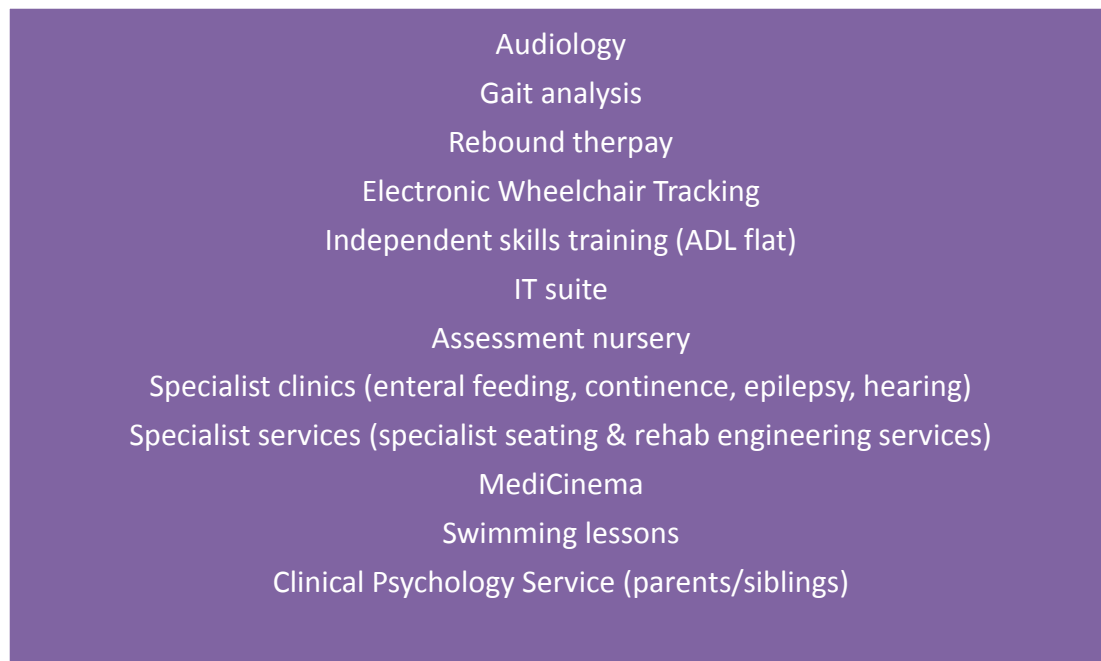 Audiology
Gait analysis
Rebound therpay
Electronic Wheelchair Tracking
Independent skills training (ADL flat)
IT suite
Assessment nursery
Specialist clinics (enteral feeding, continence, epilepsy, hearing)
Specialist services (specialist seating & rehab engineering services)
MediCinema
Swimming lessons
Clinical Psychology Service (parents/siblings)